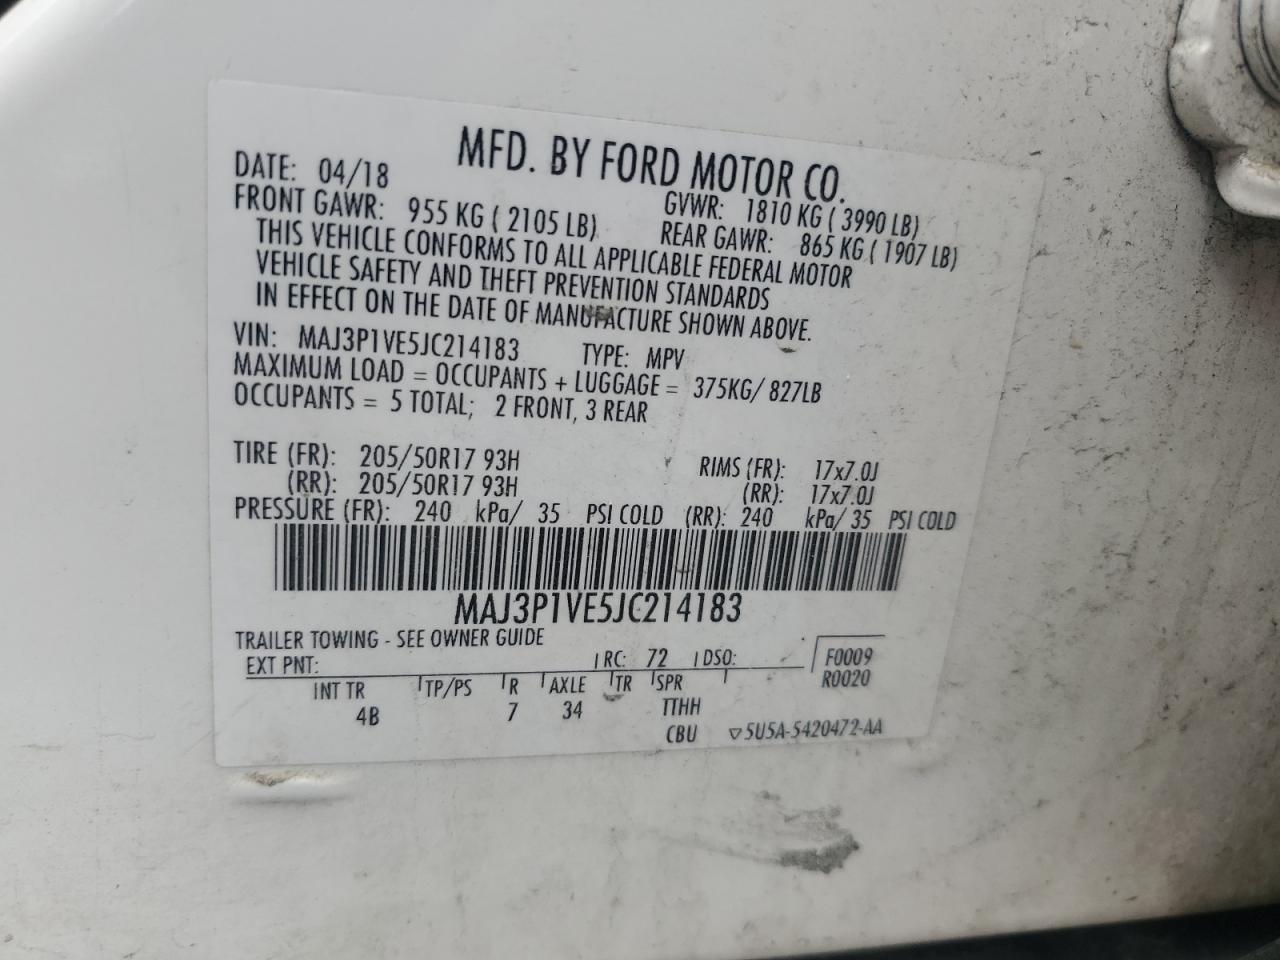 MFD. BY FORD MOTOR CO.
DATE: 04/18 GVWR: 1810 KG ( 3990 LB)
FRONT GAWR: 955 KG ( 2105 LB) REAR GAWR: 865 KG ( 1907 LB)
THIS VEHICLE CONFORMS TO ALL APPLICABLE FEDERAL MOTOR
VEHICLE SAFETY AND THEFT PREVENTION STANDARDS
IN EFFECT ON THE DATE OF MANUFACTURE SHOWN ABOVE.
VIN: MAJ3P1VE5JC214183 TYPE: MPV
MAXIMUM LOAD = OCCUPANTS + LUGGAGE = 375KG/ 827LB
OCCUPANTS = 5 TOTAL; 2 FRONT, 3 REAR
TIRE (FR): 205/50R17 93H RIMS (FR): 17x7.0J
(RR): 205/50R17 93H (RR): 17x7.0J
PRESSURE (FR): 240 kPa/ 35 PSI COLD (RR): 240 kPa/ 35 PSI COLD
MAJ3P1VE5JC214183
TRAILER TOWING - SEE OWNER GUIDE
EXT PNT: RC: 72 DSO: F0009
R0020
INT TR TP/PS R AXLE TR SPR
4B 7 34 TTHH
CBU ▽5U5A-5420472-AA